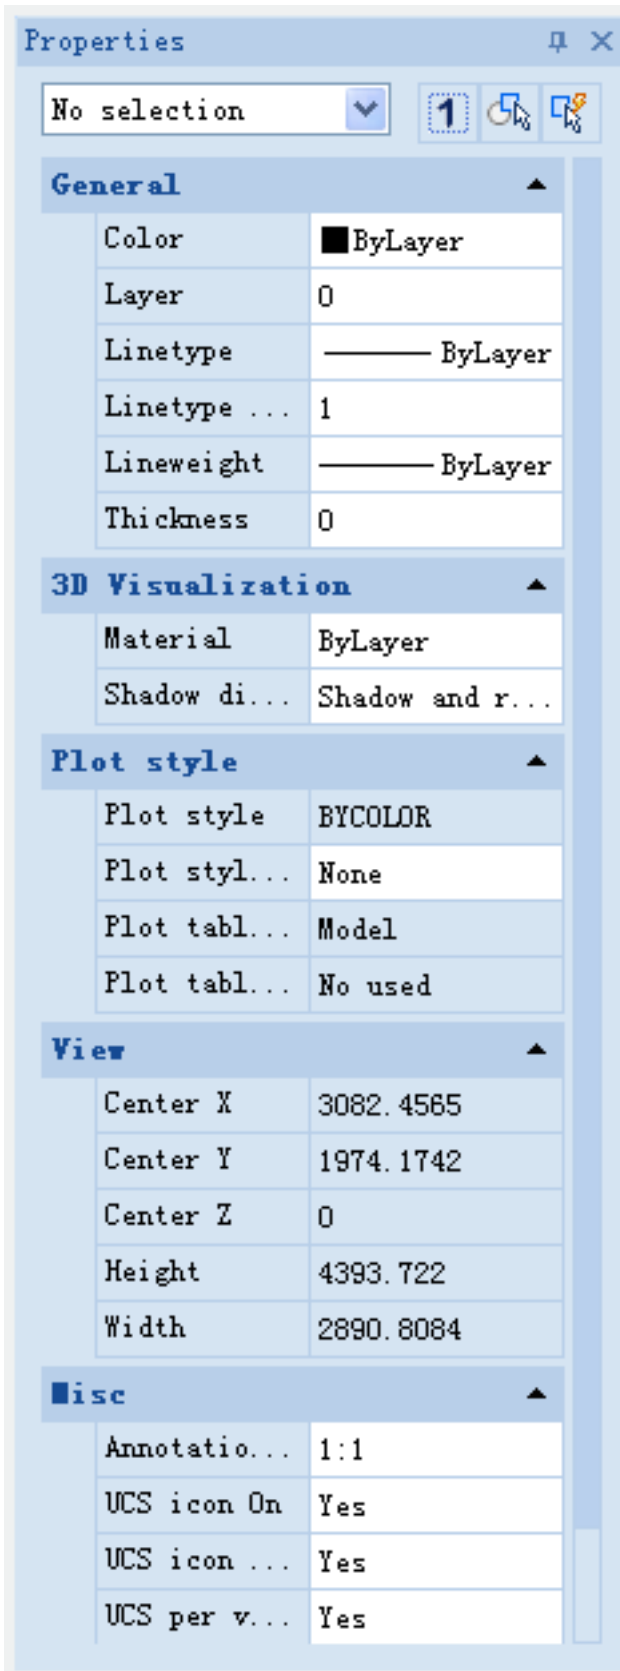 Properties
No selection
1
General
Color ByLayer
Layer 0
Linetype ByLayer
Linetype ... 1
Lineweight ByLayer
Thickness 0
3D Visualization
Material ByLayer
Shadow di... Shadow and r...
Plot style
Plot style BYCOLOR
Plot styl... None
Plot tabl... Model
Plot tabl... No used
View
Center X 3082.4565
Center Y 1974.1742
Center Z 0
Height 4393.722
Width 2890.8084
Misc
Annotatio... 1:1
UCS icon On Yes
UCS icon ... Yes
UCS per v... Yes